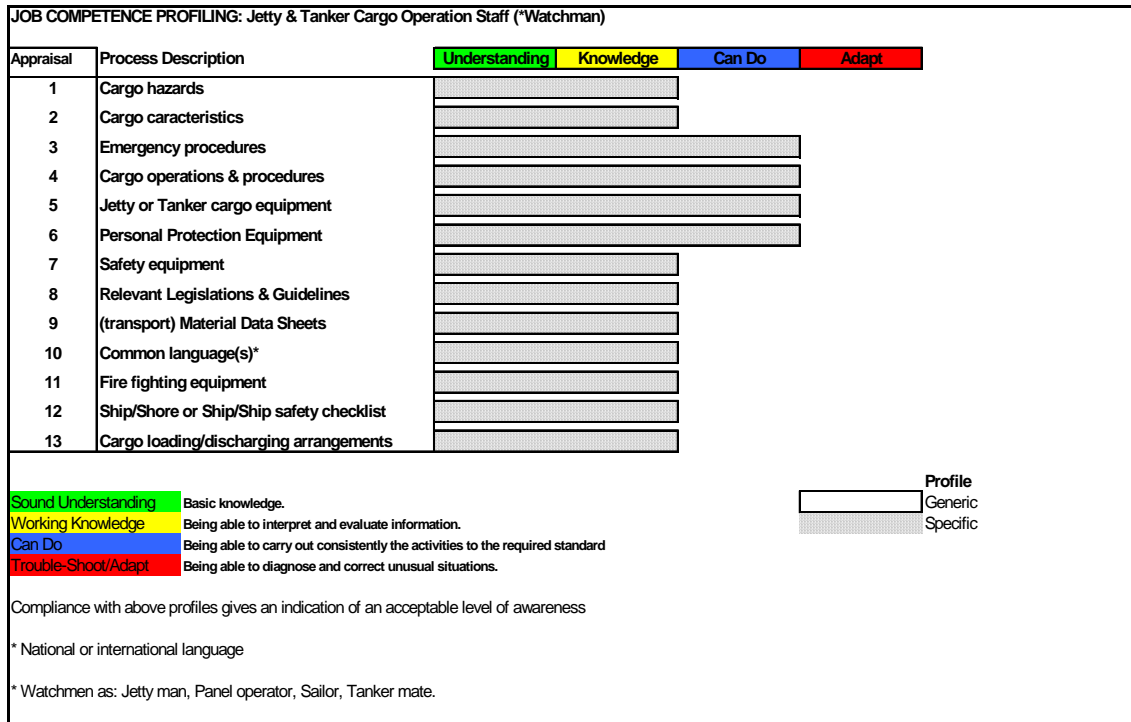 JOB COMPETENCE PROFILING: Jetty & Tanker Cargo Operation Staff (*Watchman)
Appraisal Process Description Understanding Knowledge Can Do Adapt
1 Cargo hazards
2 Cargo caracteristics
3 Emergency procedures
4 Cargo operations & procedures
5 Jetty or Tanker cargo equipment
6 Personal Protection Equipment
7 Safety equipment
8 Relevant Legislations & Guidelines
9 (transport) Material Data Sheets
10 Common language(s)*
11 Fire fighting equipment
12 Ship/Shore or Ship/Ship safety checklist
13 Cargo loading/discharging arrangements
Profile
Sound Understanding Basic knowledge. Generic
Working Knowledge Being able to interpret and evaluate information. Specific
Can Do Being able to carry out consistently the activities to the required standard
Trouble-Shoot/Adapt Being able to diagnose and correct unusual situations.
Compliance with above profiles gives an indication of an acceptable level of awareness
* National or international language
* Watchmen as: Jetty man, Panel operator, Sailor, Tanker mate.